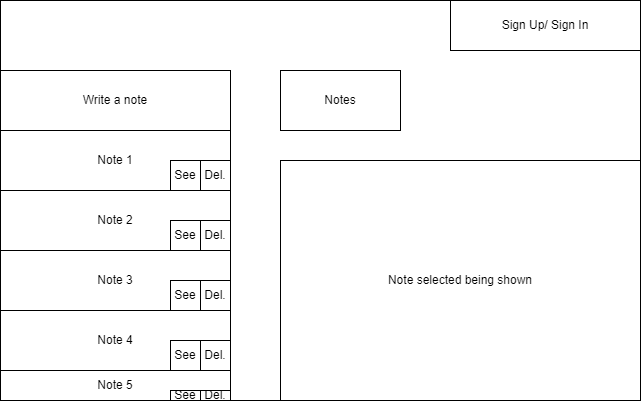 Sign Up/ Sign In
Write a note
Notes
Note 1
See Del.
Note 2
See Del.
Note 3
See Del.
Note 4
See Del.
Note 5
See Del.
Note selected being shown